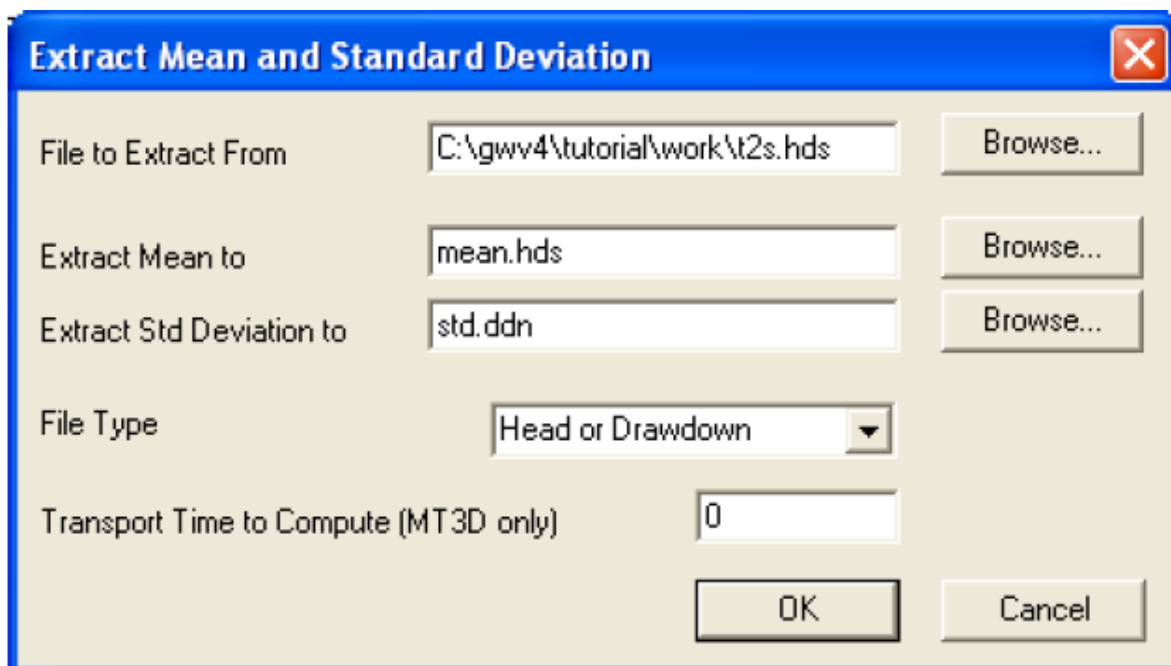 Extract Mean and Standard Deviation
File to Extract From C:\gwv4\tutorial\work\t2s.hds Browse...
Extract Mean to mean.hds Browse...
Extract Std Deviation to std.ddn Browse...
File Type Head or Drawdown
Transport Time to Compute (MT3D only) 0
OK Cancel